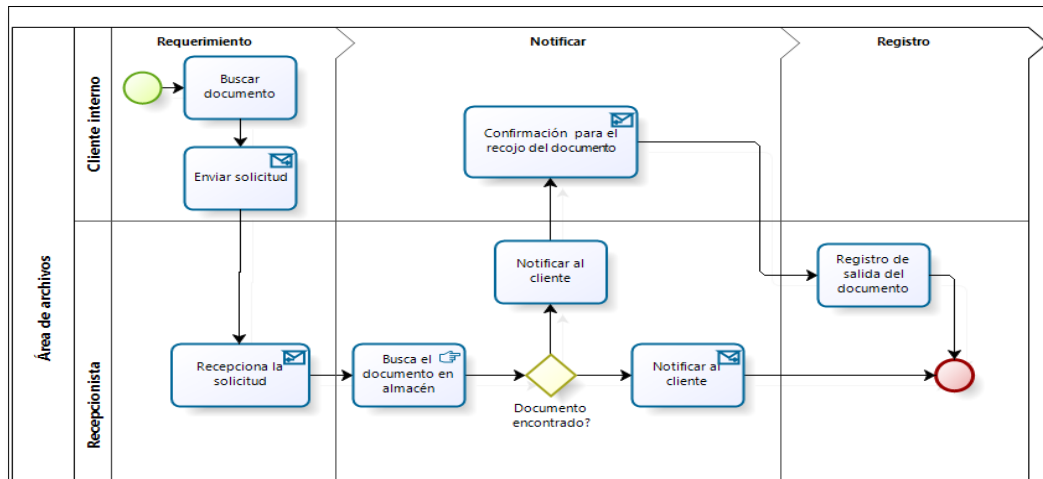 Requerimiento
Notificar
Registro
Área de archivos
Cliente interno
Buscar
documento
Enviar solicitud
Confirmación para el
recojo del documento
Recepcionista
Notificar al
cliente
Registro de
salida del
documento
Recepciona la
solicitud
Busca el
documento en
almacén
Documento
encontrado?
Notificar al
cliente